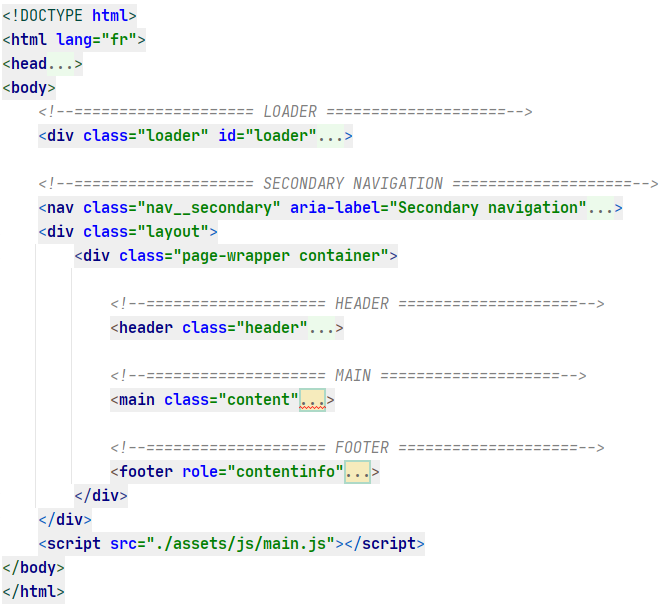 <!DOCTYPE html>
<html lang="fr">
<head...>
<body>
<!--==================== LOADER ====================-->
<div class="loader" id="loader"...>
<!--==================== SECONDARY NAVIGATION ====================-->
<nav class="nav__secondary" aria-label="Secondary navigation"...>
<div class="layout">
<div class="page-wrapper container">
<!--==================== HEADER ====================-->
<header class="header"...>
<!--==================== MAIN ====================-->
<main class="content"...>
<!--==================== FOOTER ====================-->
<footer role="contentinfo"...>
</div>
</div>
<script src="./assets/js/main.js"></script>
</body>
</html>